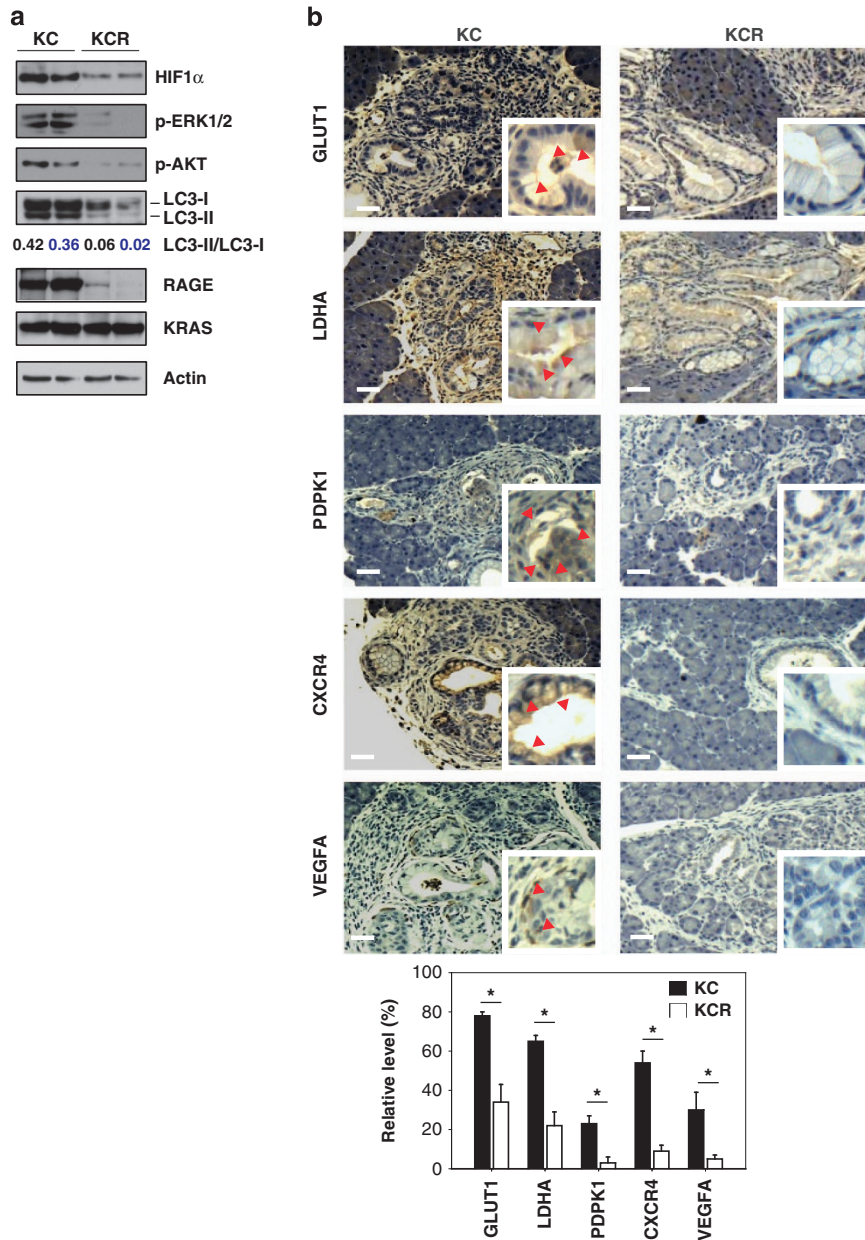 a
KC KCR
HIF1α
p-ERK1/2
p-AKT
LC3-I
LC3-II
0.42 0.36 0.06 0.02 LC3-II/LC3-I
RAGE
KRAS
Actin
b
KC KCR
GLUT1
LDHA
PDPK1
CXCR4
VEGFA
Relative level (%)
100
80
60
40
20
0
* * * * *
KC
KCR
GLUT1
LDHA
PDPK1
CXCR4
VEGFA